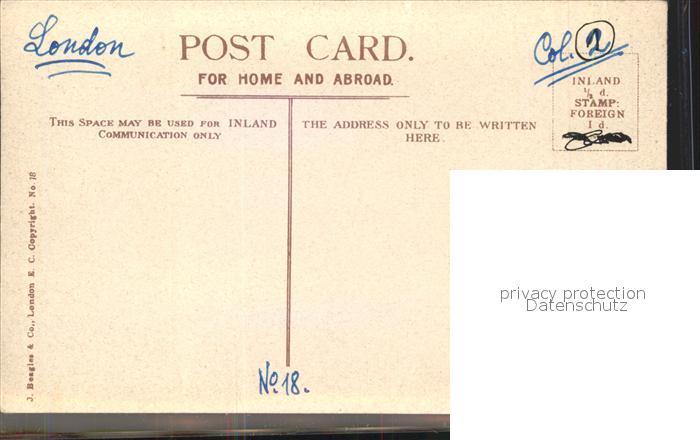 London
POST CARD.
FOR HOME AND ABROAD.
Col. 2
INLAND
½ d.
STAMP:
FOREIGN
1 d.
THIS SPACE MAY BE USED FOR INLAND
COMMUNICATION ONLY
THE ADDRESS ONLY TO BE WRITTEN
HERE.
J. Beagles & Co., London E. C. Copyright. No. 18
privacy protection
Datenschutz
No. 18.